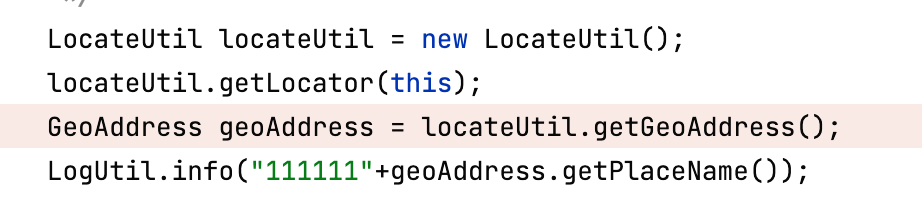 */
LocateUtil locateUtil = new LocateUtil();
locateUtil.getLocator(this);
GeoAddress geoAddress = locateUtil.getGeoAddress();
LogUtil.info("111111"+geoAddress.getPlaceName());